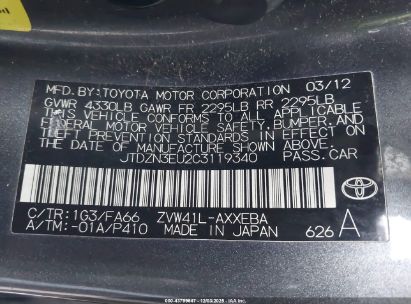 MFD. BY:TOYOTA MOTOR CORPORATION 03/12
GVWR 4330LB GAWR FR 2295LB RR 2295LB
THIS VEHICLE CONFORMS TO ALL APPLICABLE
FEDERAL MOTOR VEHICLE SAFETY, BUMPER, AND
THEFT PREVENTION STANDARDS IN EFFECT ON
THE DATE OF MANUFACTURE SHOWN ABOVE.
JTDZN3EU2C3119340 PASS.CAR
C/TR:1G3/FA66 ZVW41L-AXXEBA
A/TM:-01A/P410 MADE IN JAPAN 626 A
TOYOTA